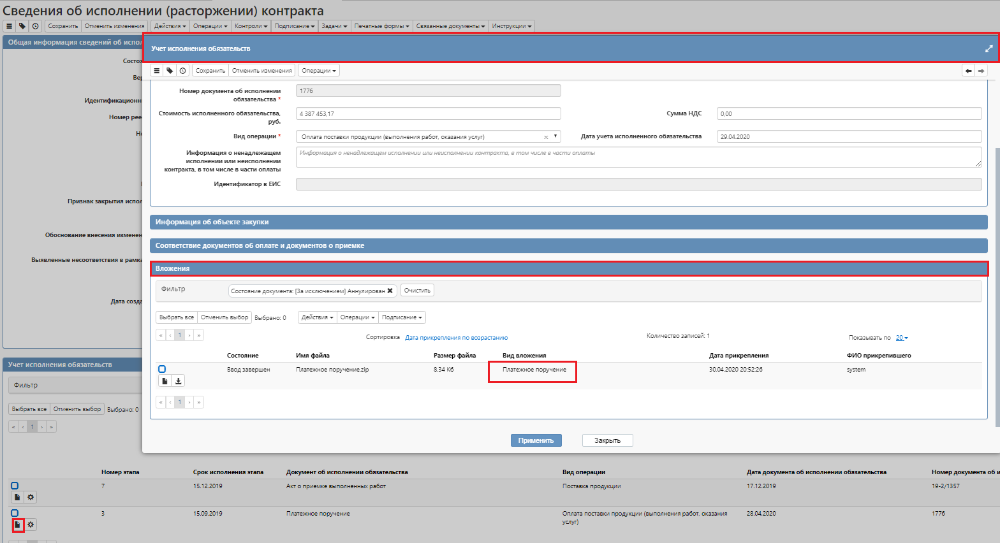 Сведения об исполнении (расторжении) контракта
Сохранить Отменить изменения Действия Операции Контроли Подписание Задачи Печатные формы Связанные документы Инструкции
Общая информация сведений об испол
Состоя
Вер
Идентификационн
Номер рее
Но
Признак закрытия испол
Обоснование внесения изменен
Выявленные несоответствия в рамка
Дата созда
Учет исполнения обязательств
Сохранить Отменить изменения Операции
Номер документа об исполнении обязательства * 1776
Стоимость исполненного обязательства, руб. 4 387 453,17 Сумма НДС 0,00
Вид операции * Оплата поставки продукции (выполнения работ, оказания услуг) × Дата учета исполненного обязательства 29.04.2020
Информация о ненадлежащем исполнении или неисполнении контракта, в том числе в части оплаты
Информация о ненадлежащем исполнении или неисполнении контракта, в том числе в части оплаты
Идентификатор в ЕИС
Информация об объекте закупки
Соответствие документов об оплате и документов о приемке
Вложения
Фильтр Состояние документа: [За исключением] Аннулирован ✖ Очистить
Выбрать все Отменить выбор Выбрано: 0 Действия Операции Подписание
« ‹ 1 › » Сортировка Дата прикрепления по возрастанию Количество записей: 1 Показывать по 20
Состояние Имя файла Размер файла Вид вложения Дата прикрепления ФИО прикрепившего
Ввод завершен Платежное поручение.zip 8,34 Кб Платежное поручение 30.04.2020 20:52:26 system
« ‹ 1 › »
Применить Закрыть
Учет исполнения обязательств
Фильтр
Выбрать все Отменить выбор Выбрано: 0
« ‹ 1 › »
Номер этапа Срок исполнения этапа Документ об исполнении обязательства Вид операции Дата документа об исполнении обязательства Номер документа об и
7 15.12.2019 Акт о приемке выполненных работ Поставка продукции 17.12.2019 19-2/1357
3 15.09.2019 Платежное поручение Оплата поставки продукции (выполнения работ, оказания услуг) 28.04.2020 1776